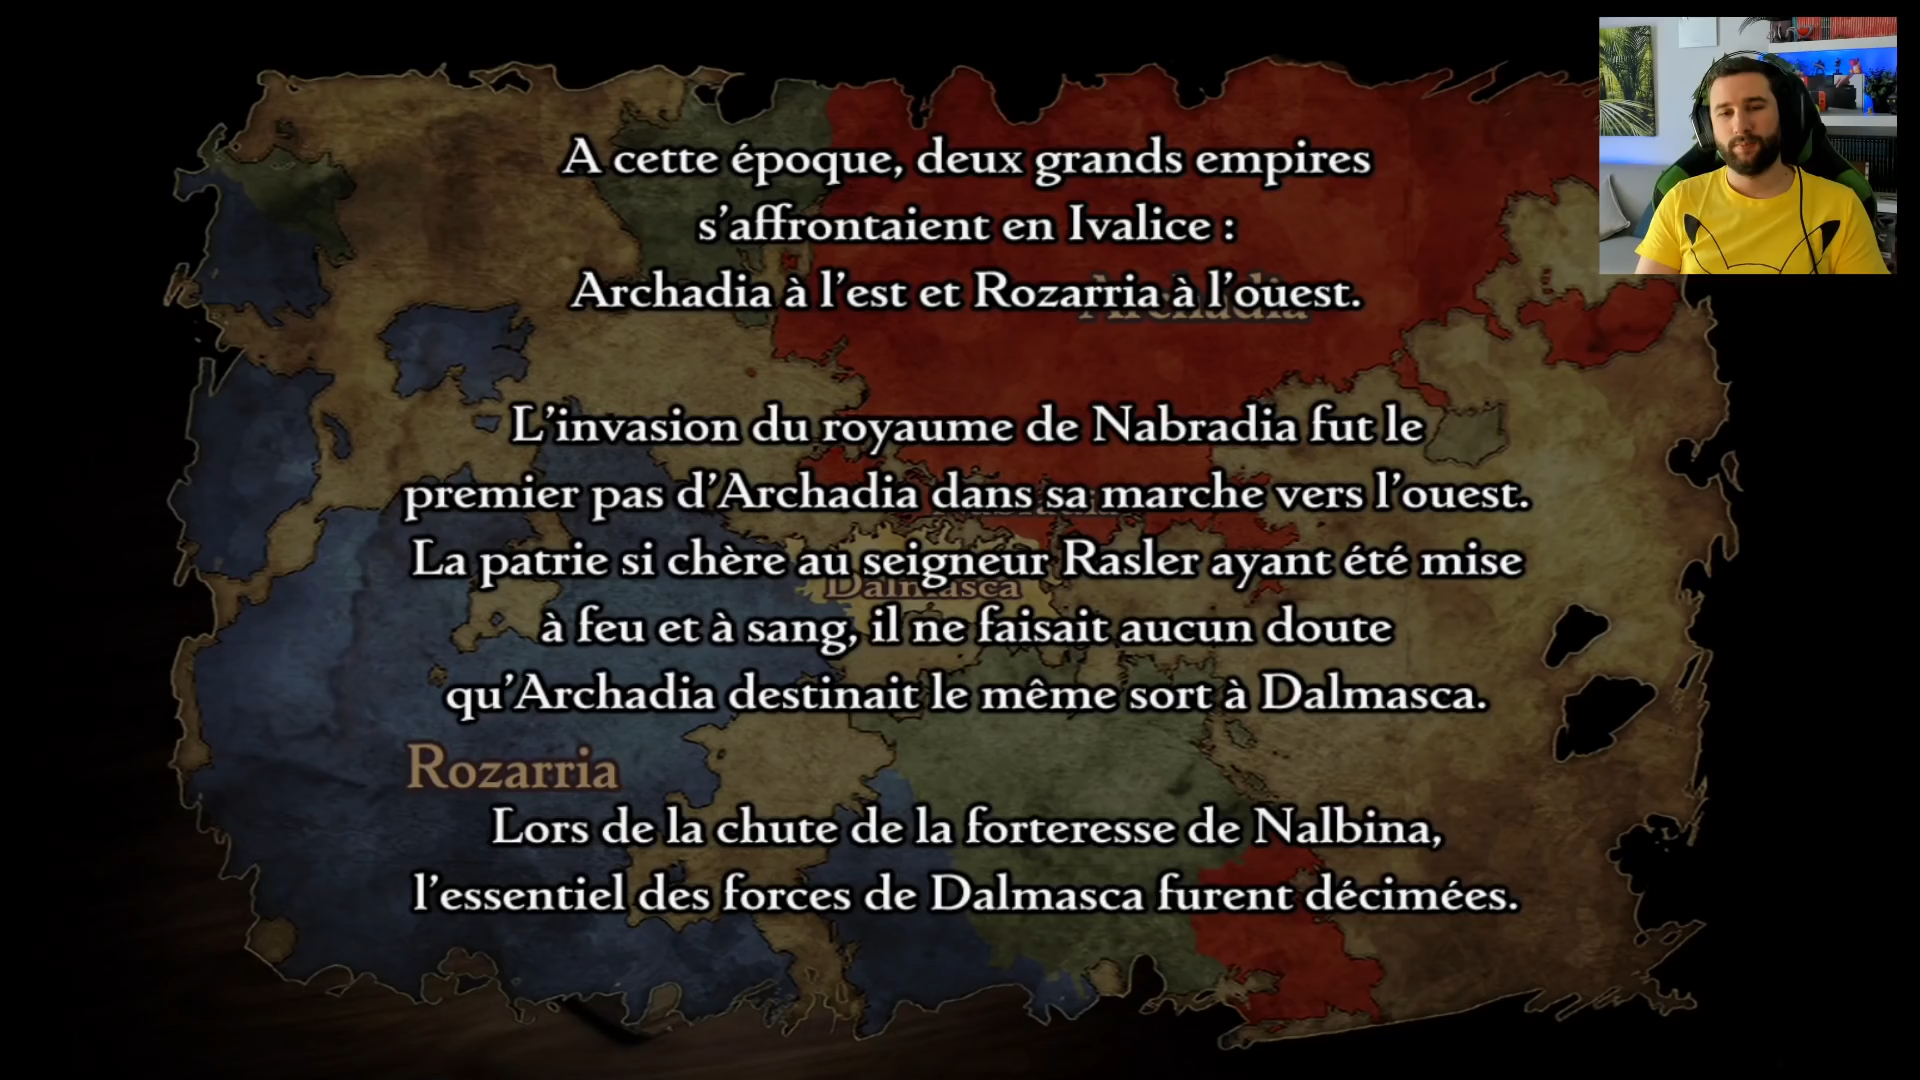 A cette époque, deux grands empires
s'affrontaient en Ivalice :
Archadia à l'est et Rozarria à l'ouest.
Archadia
L'invasion du royaume de Nabradia fut le
premier pas d'Archadia dans sa marche vers l'ouest.
La patrie si chère au seigneur Rasler ayant été mise
Dalmasca
à feu et à sang, il ne faisait aucun doute
qu'Archadia destinait le même sort à Dalmasca.
Rozarria
Lors de la chute de la forteresse de Nalbina,
l'essentiel des forces de Dalmasca furent décimées.